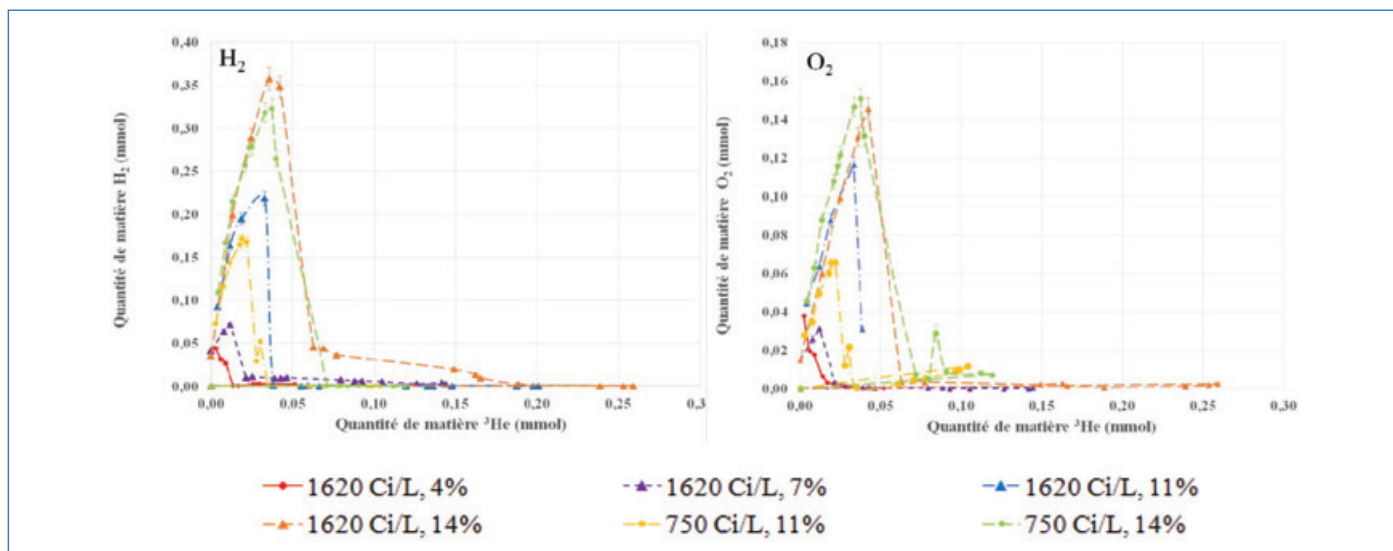 H2
Quantité de matière H2 (mmol)
0,40
0,35
0,30
0,25
0,20
0,15
0,10
0,05
0,00
0,00 0,05 0,10 0,15 0,20 0,25 0,3
Quantité de matière ³He (mmol)
O2
Quantité de matière O2 (mmol)
0,18
0,16
0,14
0,12
0,10
0,08
0,06
0,04
0,02
0,00
0,00 0,05 0,10 0,15 0,20 0,25 0,30
Quantité de matière ³He (mmol)
1620 Ci/L, 4% 1620 Ci/L, 7% 1620 Ci/L, 11%
1620 Ci/L, 14% 750 Ci/L, 11% 750 Ci/L, 14%